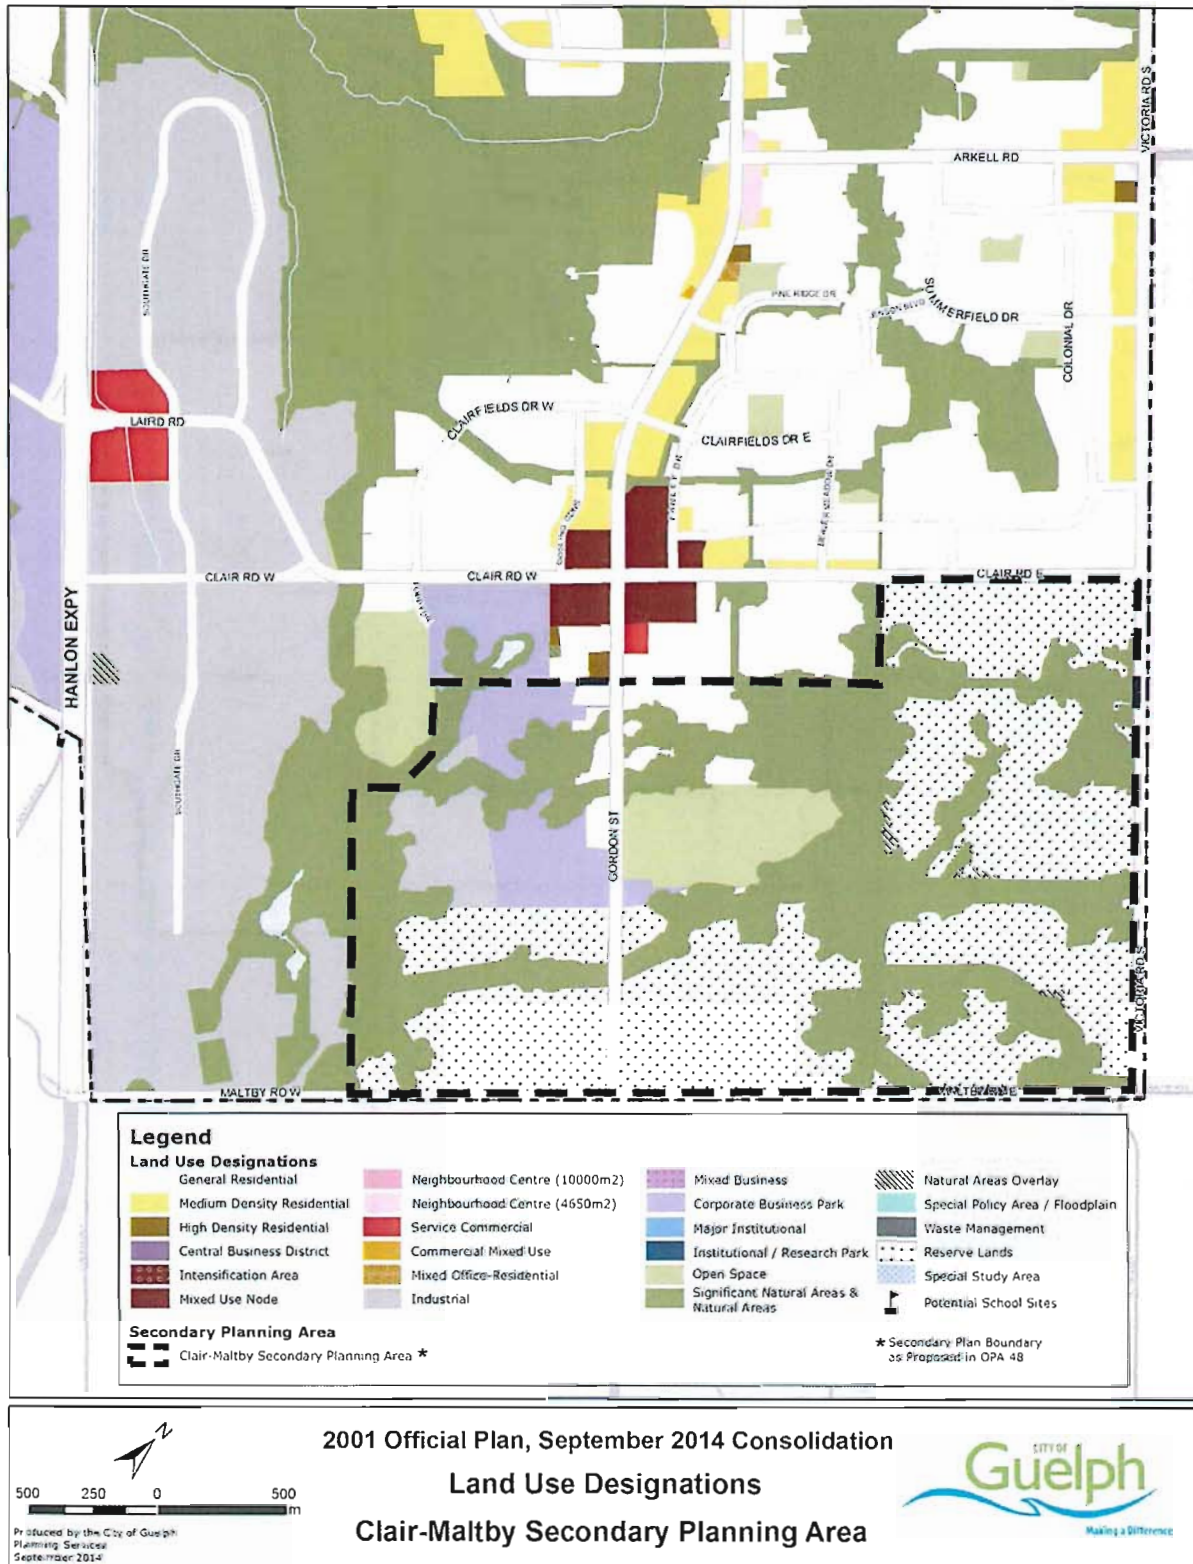 VICTORIA RD S
ARKELL RD
SOUTHGATE DR
PINE RIDGE DR
SUMMERFIELD DR
COLONIAL DR
LAIRD RD
CLAIRFIELDS DR W
CLAIRFIELDS DR E
FARLEY DR
BEAVER MEADOW DR
CLAIR RD W
CLAIR RD W
CLAIR RD E
HANLON EXPY
SOUTHGATE DR
GORDON ST
VICTORIA RD S
MALTBY RD W
MALTBY RD E
Legend
Land Use Designations
General Residential
Medium Density Residential
High Density Residential
Central Business District
Intensification Area
Mixed Use Node
Neighbourhood Centre (10000m2)
Neighbourhood Centre (4650m2)
Service Commercial
Commercial Mixed Use
Mixed Office-Residential
Industrial
Mixed Business
Corporate Business Park
Major Institutional
Institutional / Research Park
Open Space
Significant Natural Areas &
Natural Areas
Natural Areas Overlay
Special Policy Area / Floodplain
Waste Management
Reserve Lands
Special Study Area
Potential School Sites
Secondary Planning Area
Clair-Maltby Secondary Planning Area *
* Secondary Plan Boundary
as Proposed in OPA 48
N
500 250 0 500
m
Produced by the City of Guelph
Planning Services
September 2014
2001 Official Plan, September 2014 Consolidation
Land Use Designations
Clair-Maltby Secondary Planning Area
CITY OF
Guelph
Making a Difference